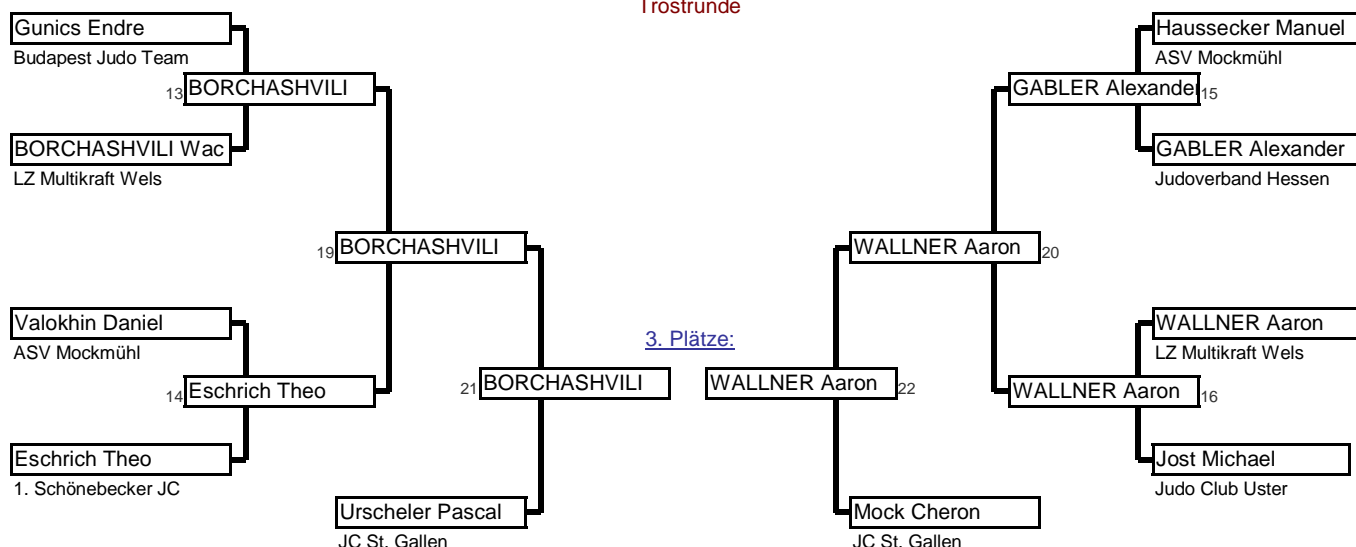 Trostrunde
Gunics Endre
Budapest Judo Team
13 BORCHASHVILI
BORCHASHVILI Wac
LZ Multikraft Wels
19 BORCHASHVILI
Valokhin Daniel
ASV Mockmühl
14 Eschrich Theo
Eschrich Theo
1. Schönebecker JC
21 BORCHASHVILI
Urscheler Pascal
JC St. Gallen
3. Plätze:
Haussecker Manuel
ASV Mockmühl
GABLER Alexander 15
GABLER Alexander
Judoverband Hessen
WALLNER Aaron 20
WALLNER Aaron
LZ Multikraft Wels
WALLNER Aaron 16
Jost Michael
Judo Club Uster
WALLNER Aaron 22
Mock Cheron
JC St. Gallen